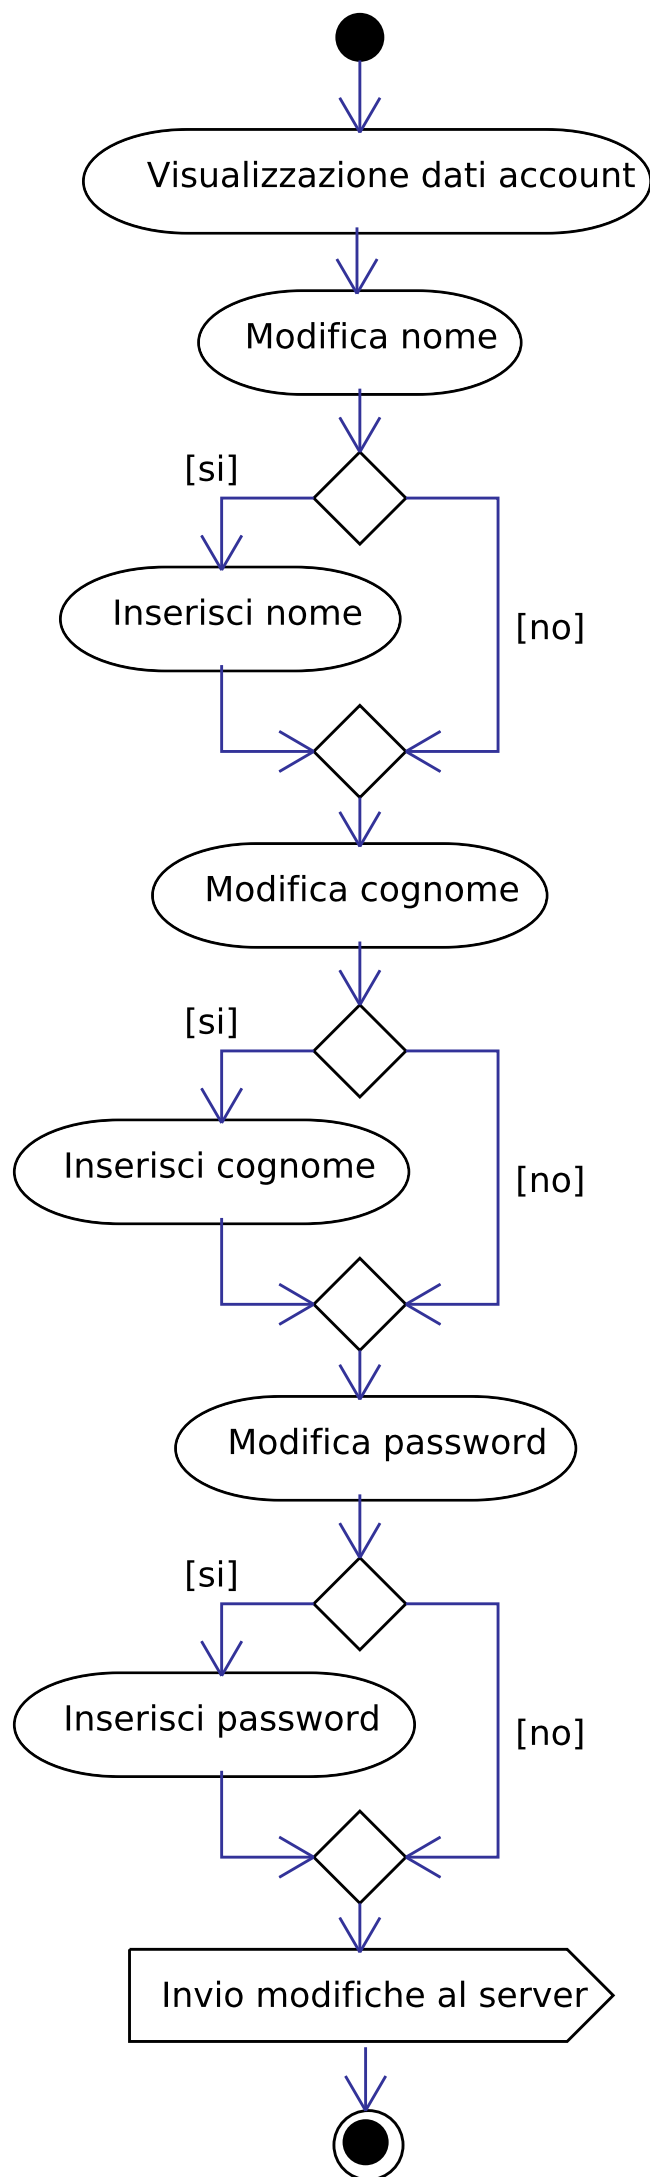 Visualizzazione dati account
Modifica nome
[si]
Inserisci nome
[no]
Modifica cognome
[si]
Inserisci cognome
[no]
Modifica password
[si]
Inserisci password
[no]
Invio modifiche al server